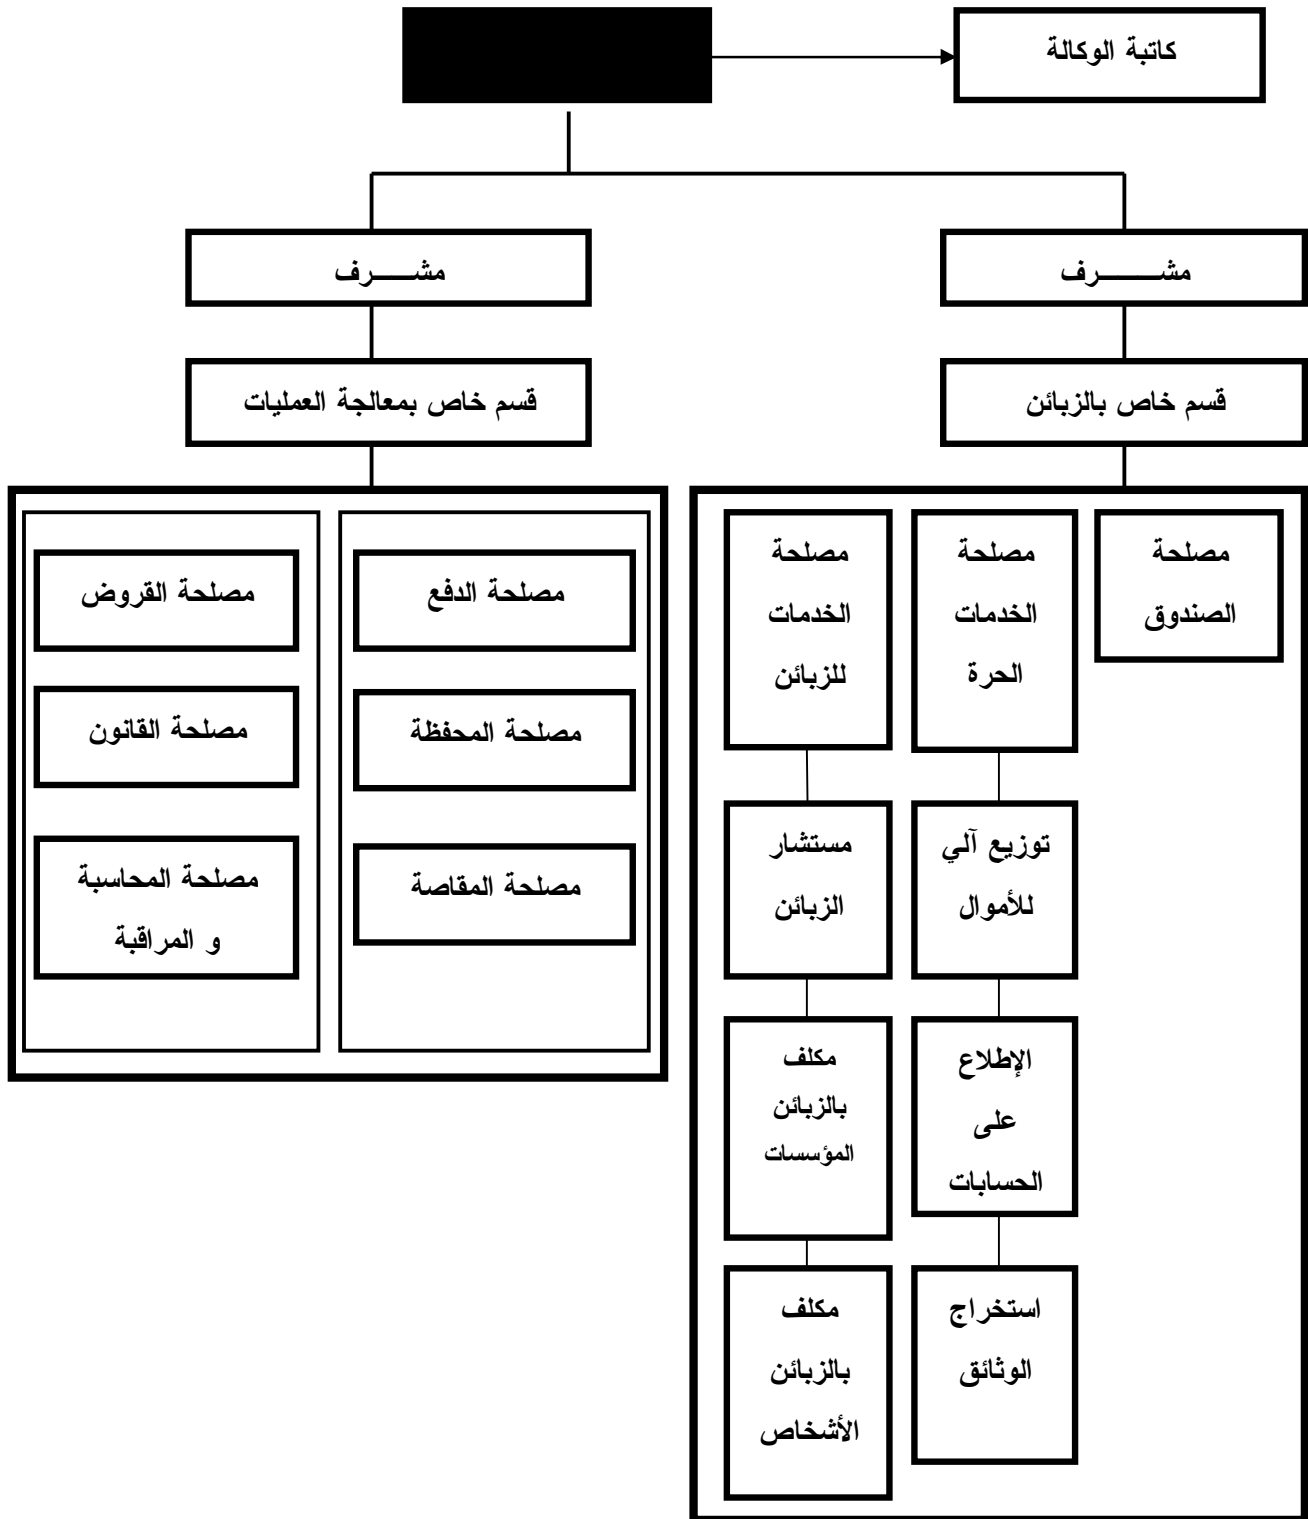 كاتبة الوكالة
مشـــــرف
مشـــــــرف
قسم خاص بالزبائن
قسم خاص بمعالجة العمليات
مصلحة
الصندوق
مصلحة
الخدمات
الحرة
توزيع آلي
للأموال
الإطلاع
على
الحسابات
استخراج
الوثائق
مصلحة
الخدمات
للزبائن
مستشار
الزبائن
مكلف
بالزبائن
المؤسسات
مكلف
بالزبائن
الأشخاص
مصلحة الدفع
مصلحة المحفظة
مصلحة المقاصة
مصلحة القروض
مصلحة القانون
مصلحة المحاسبة
و المراقبة